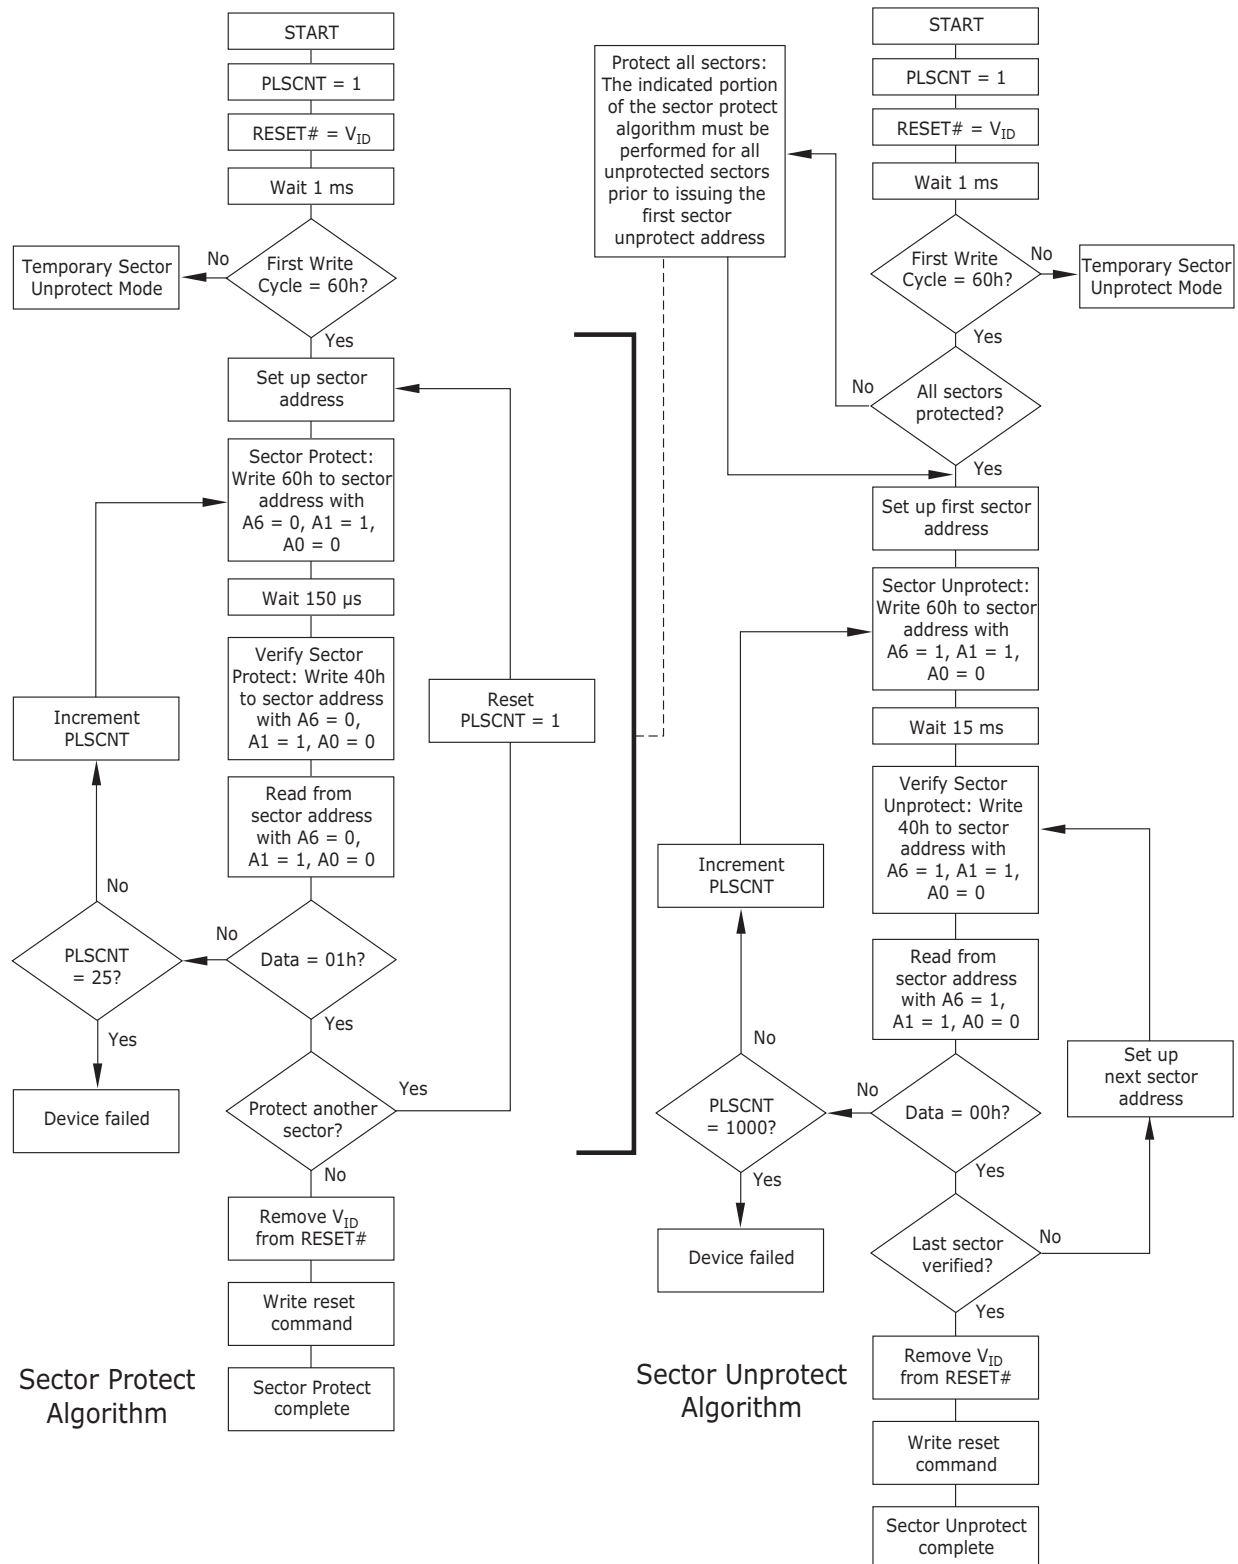 START
PLSCNT = 1
RESET# = VID
Wait 1 ms
No
First Write
Cycle = 60h?
Temporary Sector
Unprotect Mode
Yes
Set up sector
address
Sector Protect:
Write 60h to sector
address with
A6 = 0, A1 = 1,
A0 = 0
Wait 150 µs
Verify Sector
Protect: Write 40h
to sector address
with A6 = 0,
A1 = 1, A0 = 0
Increment
PLSCNT
Reset
PLSCNT = 1
Read from
sector address
with A6 = 0,
A1 = 1, A0 = 0
No
No
PLSCNT
= 25?
Data = 01h?
Yes
Yes
Device failed
Protect another
sector?
Yes
No
Remove VID
from RESET#
Write reset
command
Sector Protect
complete
Sector Protect
Algorithm
Protect all sectors:
The indicated portion
of the sector protect
algorithm must be
performed for all
unprotected sectors
prior to issuing the
first sector
unprotect address
START
PLSCNT = 1
RESET# = VID
Wait 1 ms
First Write
Cycle = 60h?
No
Temporary Sector
Unprotect Mode
Yes
No
All sectors
protected?
Yes
Set up first sector
address
Sector Unprotect:
Write 60h to sector
address with
A6 = 1, A1 = 1,
A0 = 0
Wait 15 ms
Verify Sector
Unprotect: Write
40h to sector
address with
A6 = 1, A1 = 1,
A0 = 0
Increment
PLSCNT
Read from
sector address
with A6 = 1,
A1 = 1, A0 = 0
No
No
PLSCNT
= 1000?
Data = 00h?
Set up
next sector
address
Yes
Yes
Device failed
Last sector
verified?
No
Yes
Remove VID
from RESET#
Write reset
command
Sector Unprotect
complete
Sector Unprotect
Algorithm